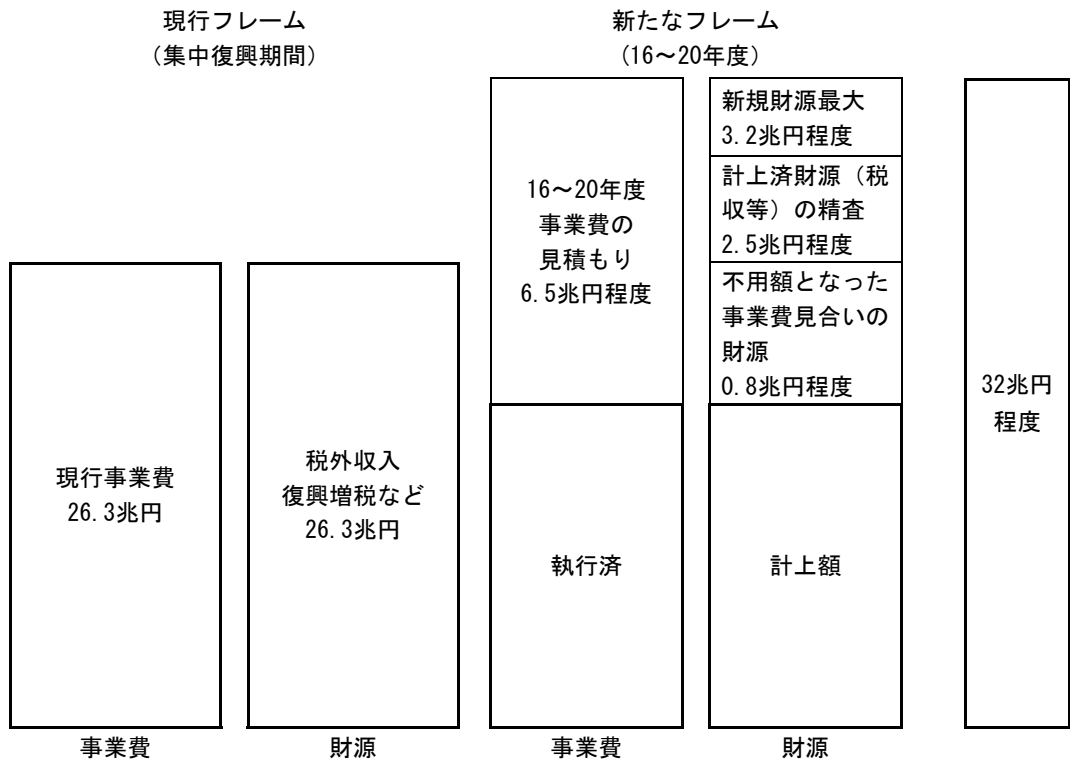 現行フレーム
(集中復興期間)
新たなフレーム
(16～20年度)
現行事業費
26.3兆円
税外収入
復興増税など
26.3兆円
16～20年度
事業費の
見積もり
6.5兆円程度
執行済
新規財源最大
3.2兆円程度
計上済財源（税
収等）の精査
2.5兆円程度
不用額となった
事業費見合いの
財源
0.8兆円程度
計上額
32兆円
程度
事業費
財源
事業費
財源